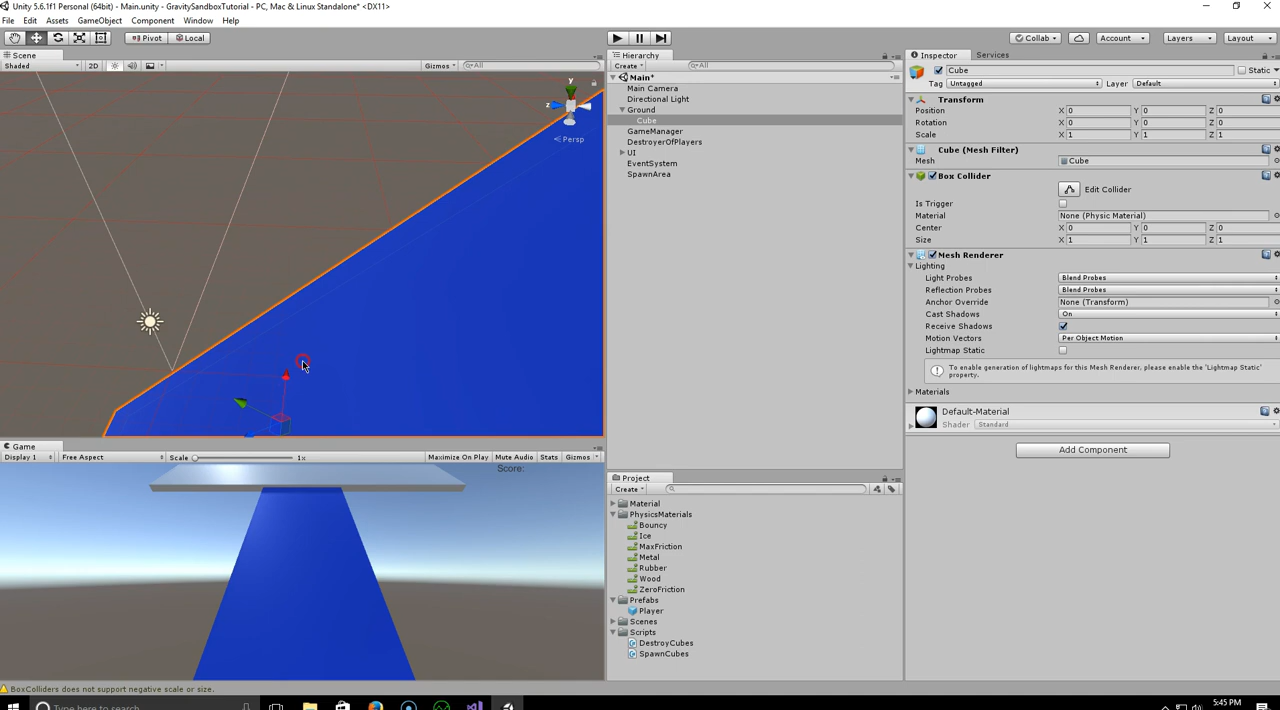 Unity 5.6.1f1 Personal (64bit) - Main.unity - GravitySandboxTutorial - PC, Mac & Linux Standalone* <DX11>
File Edit Assets GameObject Component Window Help
Pivot Local Collab Account Layers Layout
Scene
Shaded 2D Gizmos All
y
z
Persp
Game
Display 1 Free Aspect Scale 1x Maximize On Play Mute Audio Stats Gizmos
Score:
Hierarchy
Create All
Main*
Main Camera
Directional Light
Ground
Cube
GameManager
DestroyerOfPlayers
UI
EventSystem
SpawnArea
Project
Create
Material
PhysicsMaterials
Bouncy
Ice
MaxFriction
Metal
Rubber
Wood
ZeroFriction
Prefabs
Player
Scenes
Scripts
DestroyCubes
SpawnCubes
Inspector Services
Cube Static
Tag Untagged Layer Default
Transform
Position X 0 Y 0 Z 0
Rotation X 0 Y 0 Z 0
Scale X 1 Y 1 Z 1
Cube (Mesh Filter)
Mesh Cube
Box Collider
Edit Collider
Is Trigger
Material None (Physic Material)
Center X 0 Y 0 Z 0
Size X 1 Y 1 Z 1
Mesh Renderer
Lighting
Light Probes Blend Probes
Reflection Probes Blend Probes
Anchor Override None (Transform)
Cast Shadows On
Receive Shadows
Motion Vectors Per Object Motion
Lightmap Static
To enable generation of lightmaps for this Mesh Renderer, please enable the 'Lightmap Static' property.
Materials
Default-Material
Shader Standard
Add Component
BoxColliders does not support negative scale or size.
Type here to search
5:45 PM